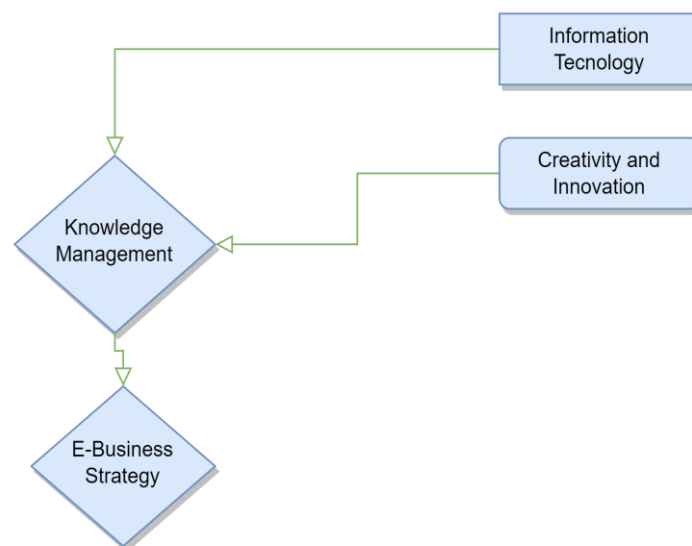 Information
Tecnology
Creativity and
Innovation
Knowledge
Management
E-Business
Strategy